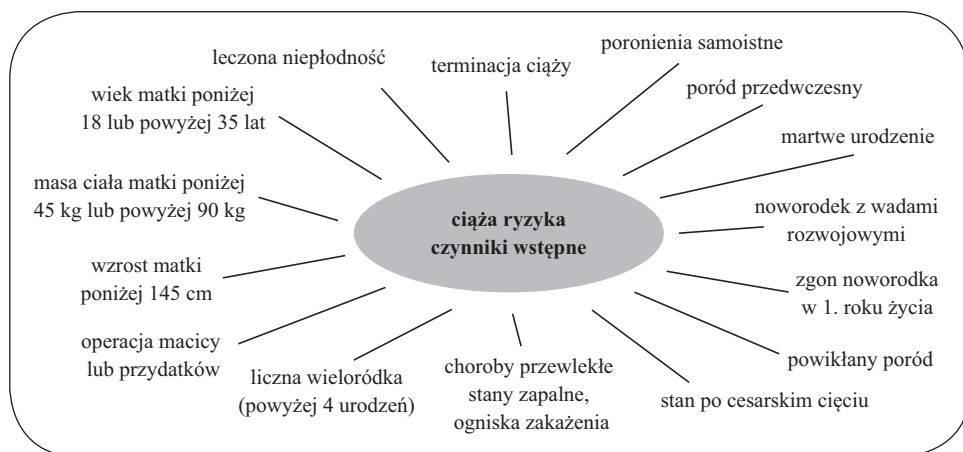 leczona niepłodność
terminacja ciąży
poronienia samoistne
wiek matki poniżej
18 lub powyżej 35 lat
poród przedwczesny
martwe urodzenie
masa ciała matki poniżej
45 kg lub powyżej 90 kg
ciąża ryzyka
czynniki wstępne
noworodek z wadami
rozwojowymi
wzrost matki
poniżej 145 cm
zgon noworodka
w 1. roku życia
operacja macicy
lub przydatków
liczna wieloródka
(powyżej 4 urodzeń)
choroby przewlekłe
stany zapalne,
ogniska zakażenia
stan po cesarskim cięciu
powikłany poród